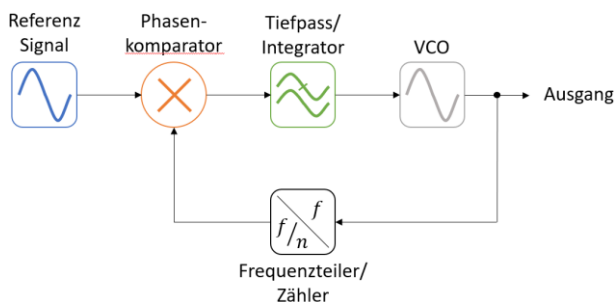 Referenz
Signal
Phasen-
komparator
Tiefpass/
Integrator
VCO
Ausgang
f
f/n
Frequenzteiler/
Zähler